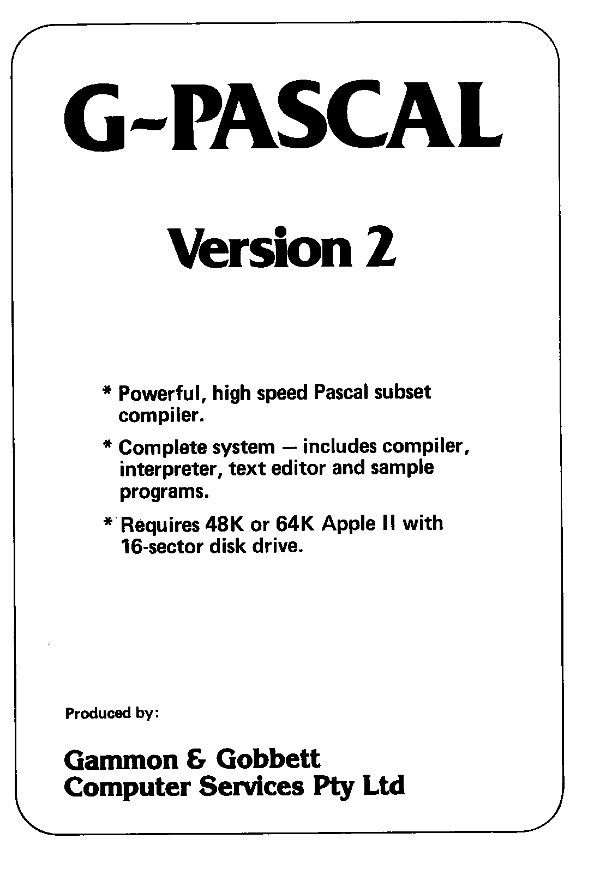 G~PASCAL
Version 2
* Powerful, high speed Pascal subset
compiler.
* Complete system — includes compiler,
interpreter, text editor and sample
programs.
* Requires 48K or 64K Apple II with
16-sector disk drive.
Produced by:
Gammon & Gobbett
Computer Services Pty Ltd